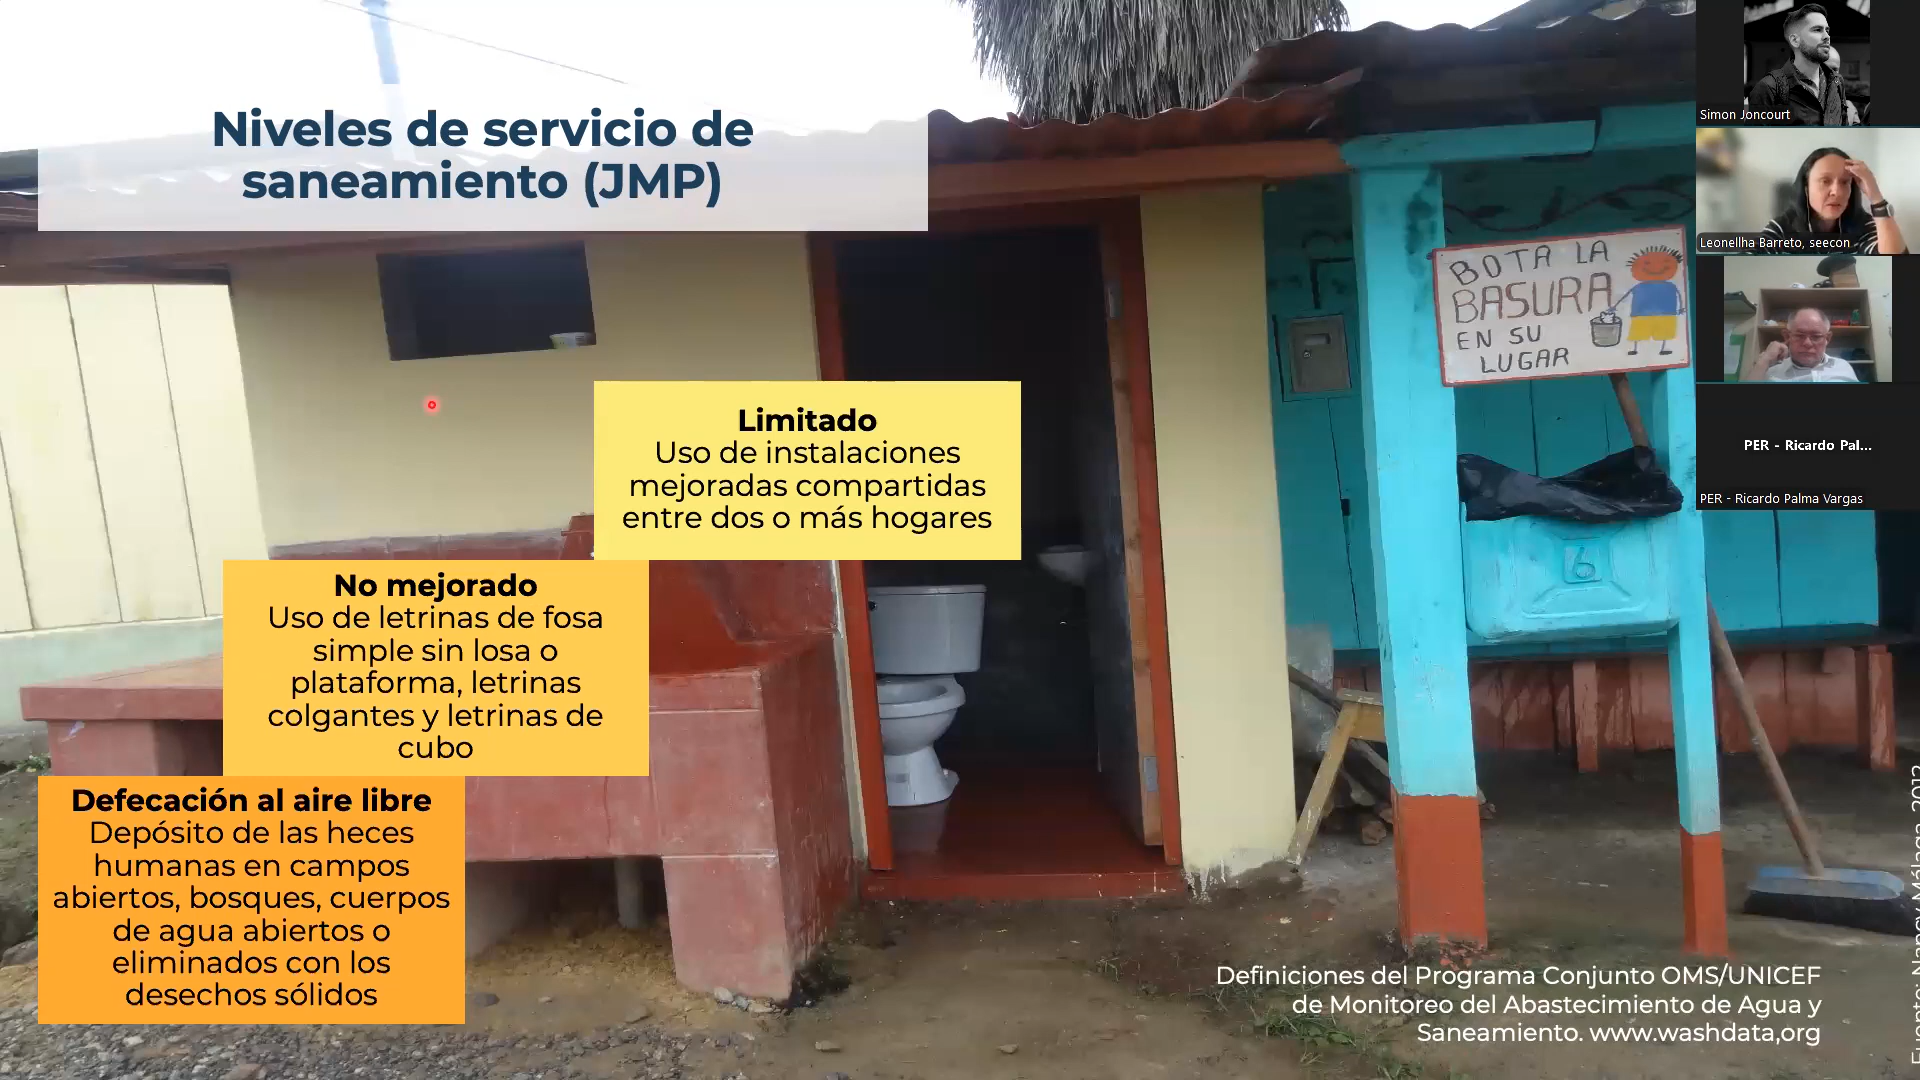 Niveles de servicio de
saneamiento (JMP)
Limitado
Uso de instalaciones
mejoradas compartidas
entre dos o más hogares
No mejorado
Uso de letrinas de fosa
simple sin losa o
plataforma, letrinas
colgantes y letrinas de
cubo
Defecación al aire libre
Depósito de las heces
humanas en campos
abiertos, bosques, cuerpos
de agua abiertos o
eliminados con los
desechos sólidos
BOTA LA
BASURA
EN SU
LUGAR
6
Definiciones del Programa Conjunto OMS/UNICEF
de Monitoreo del Abastecimiento de Agua y
Saneamiento. www.washdata,org
Fuente: Nancy Málaga, 2012
Simon Joncourt
Leonellha Barreto, seecon
PER - Ricardo Pal...
PER - Ricardo Palma Vargas